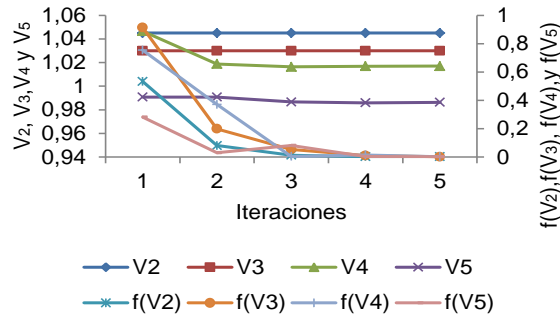 V2, V3,V4 y V5
1,06
1,04
1,02
1
0,98
0,96
0,94
1
0,8
0,6
0,4
0,2
0
f(V2),f(V3), f(V4),y f(V5)
1 2 3 4 5
Iteraciones
V2 V3 V4 V5
f(V2) f(V3) f(V4) f(V5)